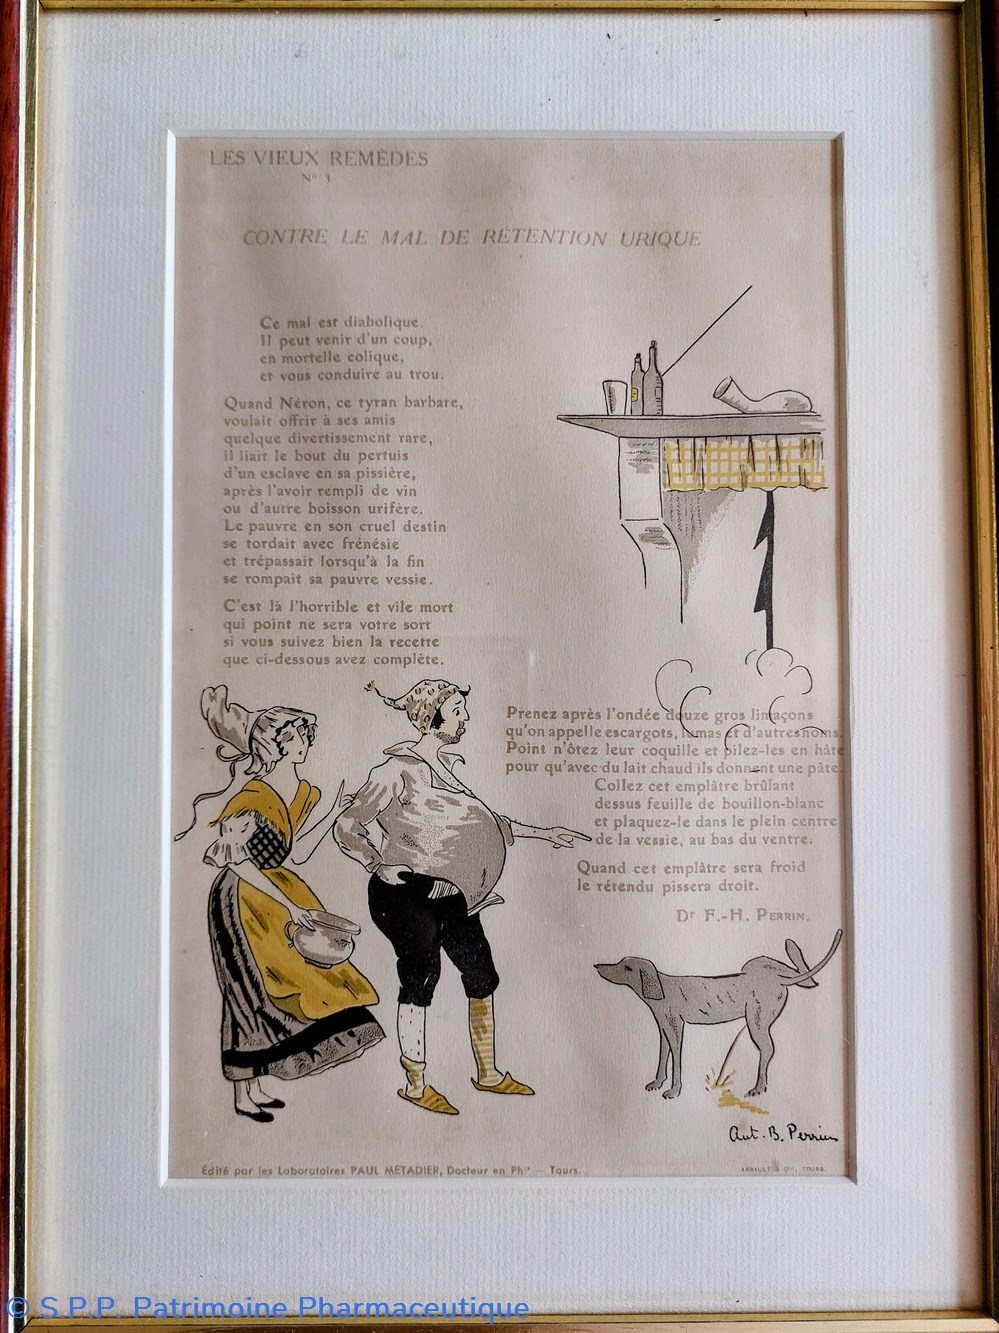 LES VIEUX REMÈDES
N° 3
CONTRE LE MAL DE RÉTENTION URIQUE
Ce mal est diabolique.
Il peut venir d'un coup,
en mortelle colique,
et vous conduire au trou.
Quand Néron, ce tyran barbare,
voulait offrir à ses amis
quelque divertissement rare,
il liait le bout du pertuis
d'un esclave en sa pissière,
après l'avoir rempli de vin
ou d'autre boisson urifère.
Le pauvre en son cruel destin
se tordait avec frénésie
et trépassait lorsqu'à la fin
se rompait sa pauvre vessie.
C'est là l'horrible et vile mort
qui point ne sera votre sort
si vous suivez bien la recette
que ci-dessous avez complète.
Prenez après l'ondée douze gros limaçons
qu'on appelle escargots, lumas et d'autres noms.
Point n'ôtez leur coquille et pilez-les en hâte
pour qu'avec du lait chaud ils donnent une pâte.
Collez cet emplâtre brûlant
dessus feuille de bouillon-blanc
et plaquez-le dans le plein centre
de la vessie, au bas du ventre.
Quand cet emplâtre sera froid
le rétendu pissera droit.
Dr F.-H. PERRIN.
Ant. B. Perrin
Édité par les Laboratoires PAUL MÉTADIER, Docteur en Phie — Tours.
ARRAULT & Cie, TOURS
© S.P.P. Patrimoine Pharmaceutique